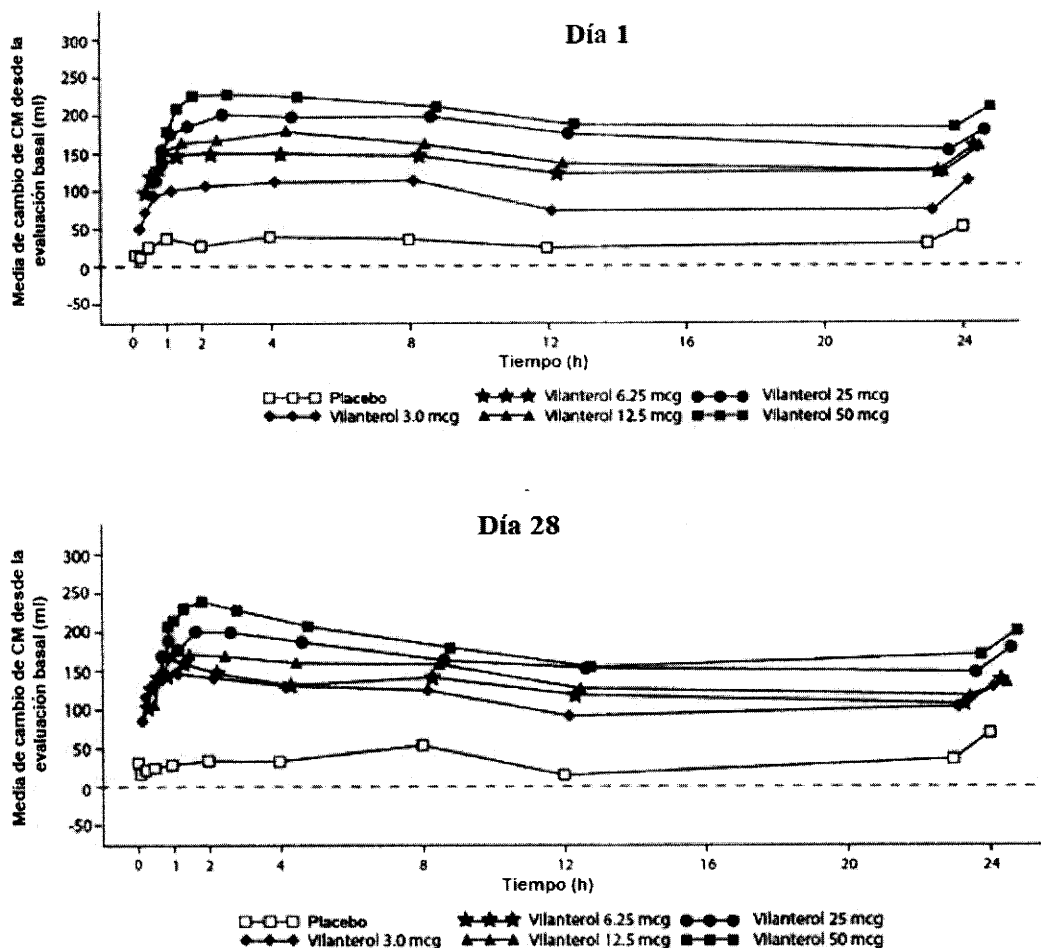 Día 1
Media de cambio de CM desde la
evaluación basal (ml)
300
250
200
150
100
50
0
-50
0 1 2 4 8 12 16 20 24
Tiempo (h)
Placebo Vilanterol 6.25 mcg Vilanterol 25 mcg
Vilanterol 3.0 mcg Vilanterol 12.5 mcg Vilanterol 50 mcg
Día 28
Media de cambio de CM desde la
evaluación basal (ml)
300
250
200
150
100
50
0
-50
0 1 2 4 8 12 16 20 24
Tiempo (h)
Placebo Vilanterol 6.25 mcg Vilanterol 25 mcg
Vilanterol 3.0 mcg Vilanterol 12.5 mcg Vilanterol 50 mcg